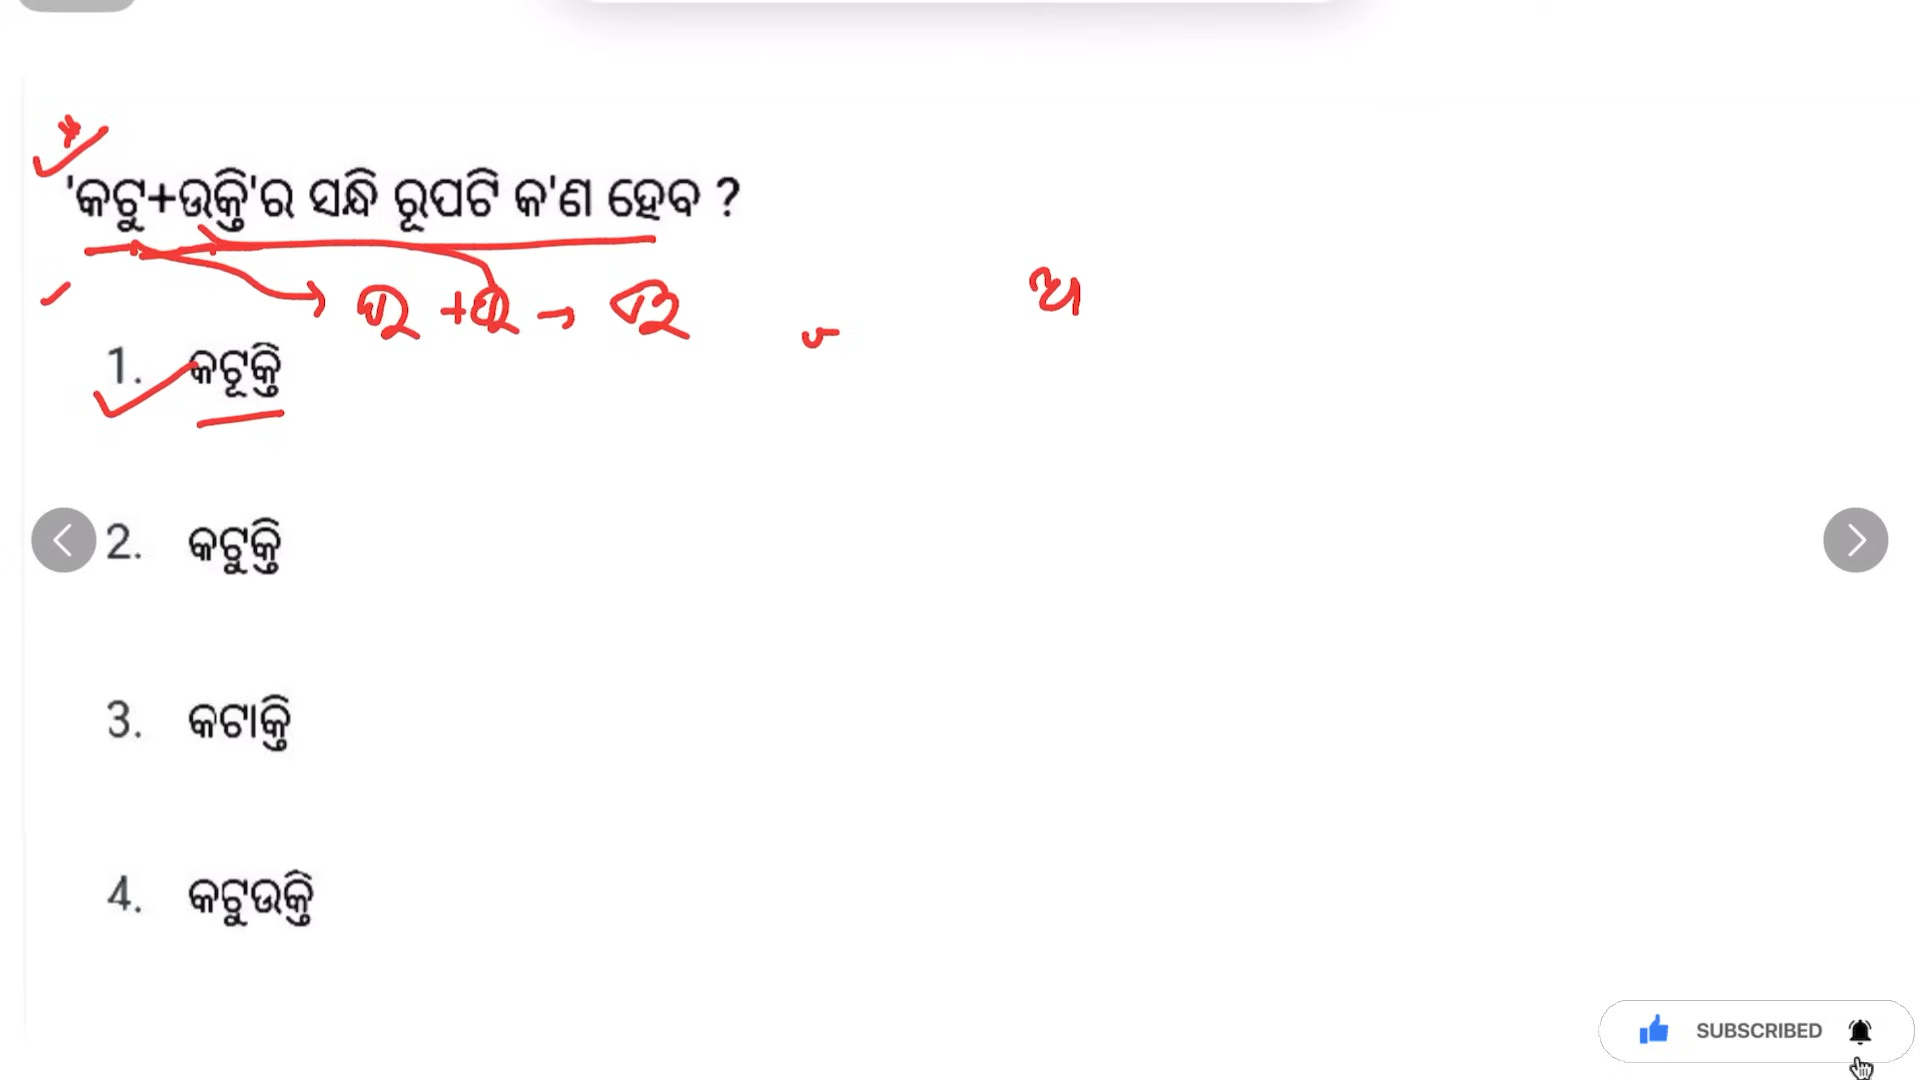 'କଟୁ+ଉକ୍ତି'ର ସନ୍ଧି ରୂପଟି କ'ଣ ହେବ ?
ଉ +ଉ → ଊ
ଅ
1. କଟୂକ୍ତି
2. କଟୁକ୍ତି
3. କଟାକ୍ତି
4. କଟୁଉକ୍ତି
SUBSCRIBED